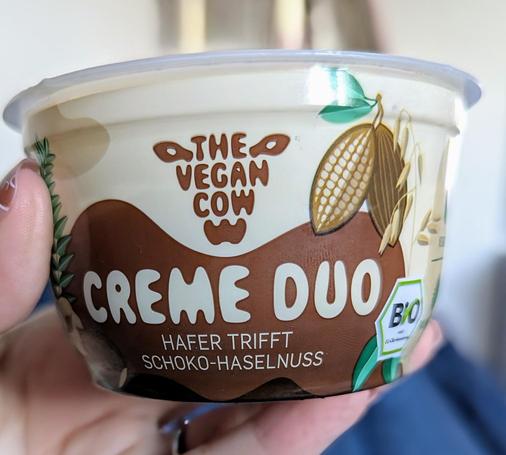 THE
VEGAN
COW
CREME DUO
HAFER TRIFFT
SCHOKO-HASELNUSS
BIO